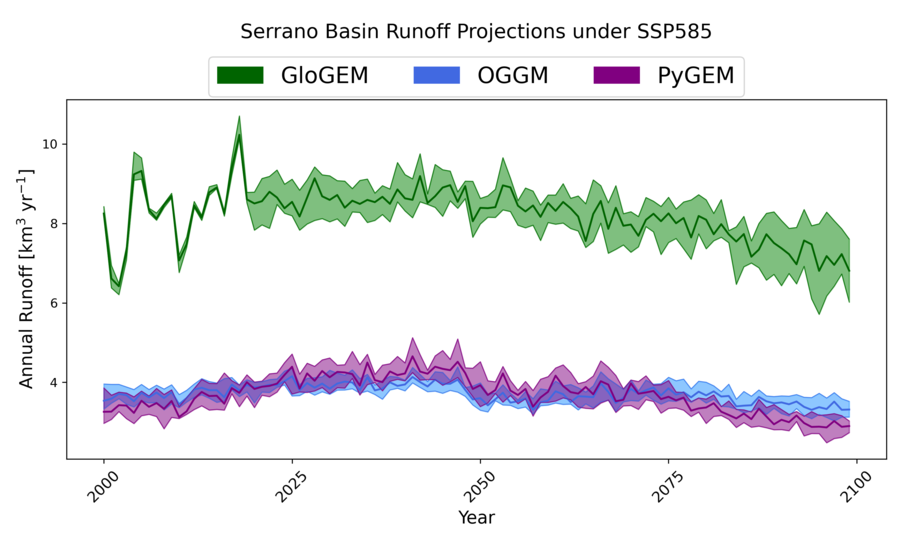 Serrano Basin Runoff Projections under SSP585
GloGEM OGGM PyGEM
Annual Runoff [km³ yr⁻¹]
10
8
6
4
2000 2025 2050 2075 2100
Year